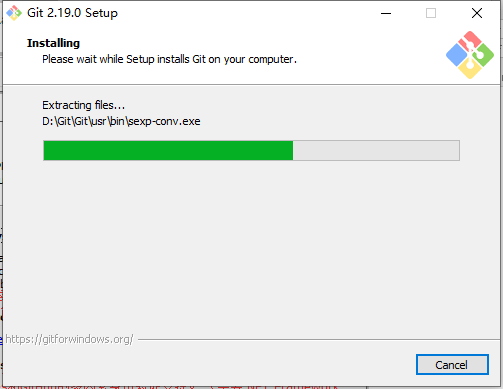 Git 2.19.0 Setup
Installing
Please wait while Setup installs Git on your computer.
Extracting files...
D:\Git\Git\usr\bin\sexp-conv.exe
https://gitforwindows.org/
Cancel